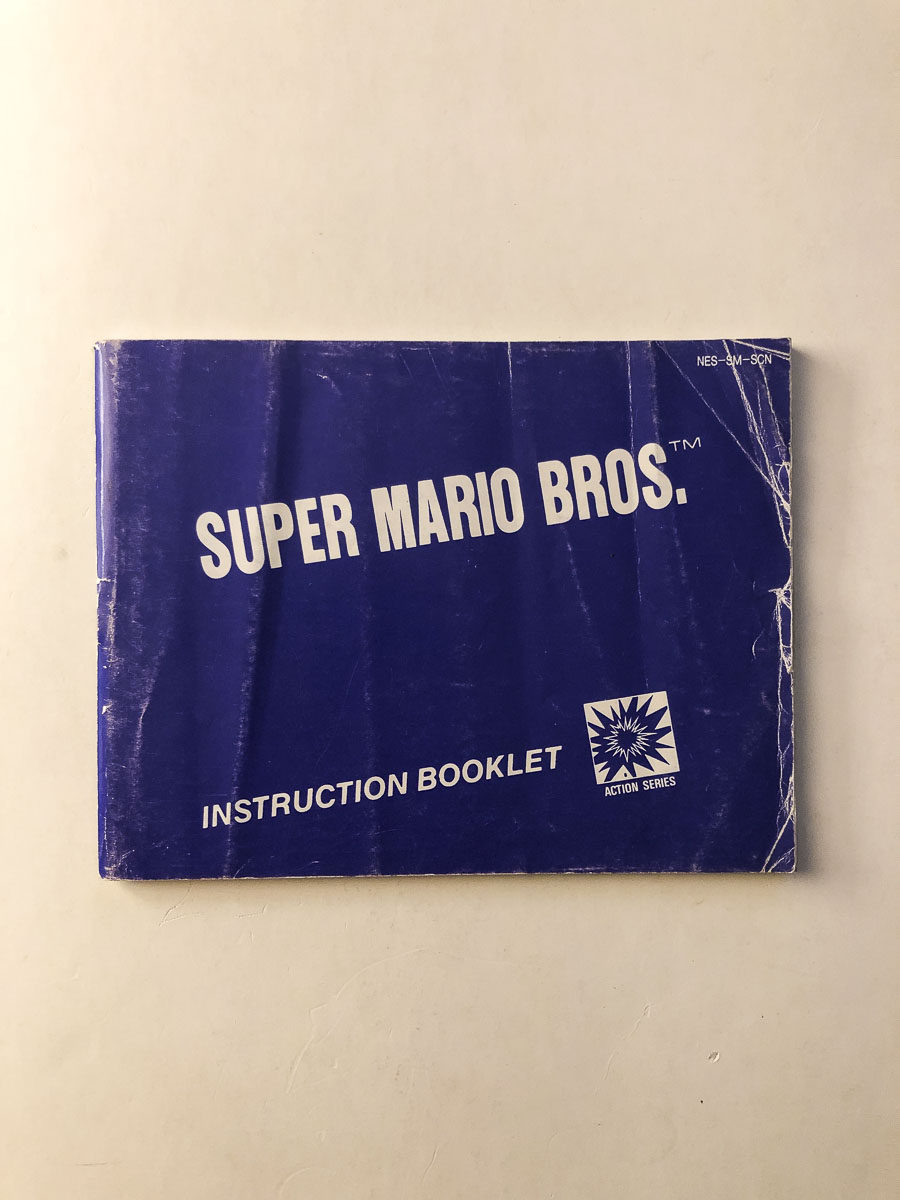 NES-SM-SCN
SUPER MARIO BROS.™
INSTRUCTION BOOKLET
ACTION SERIES